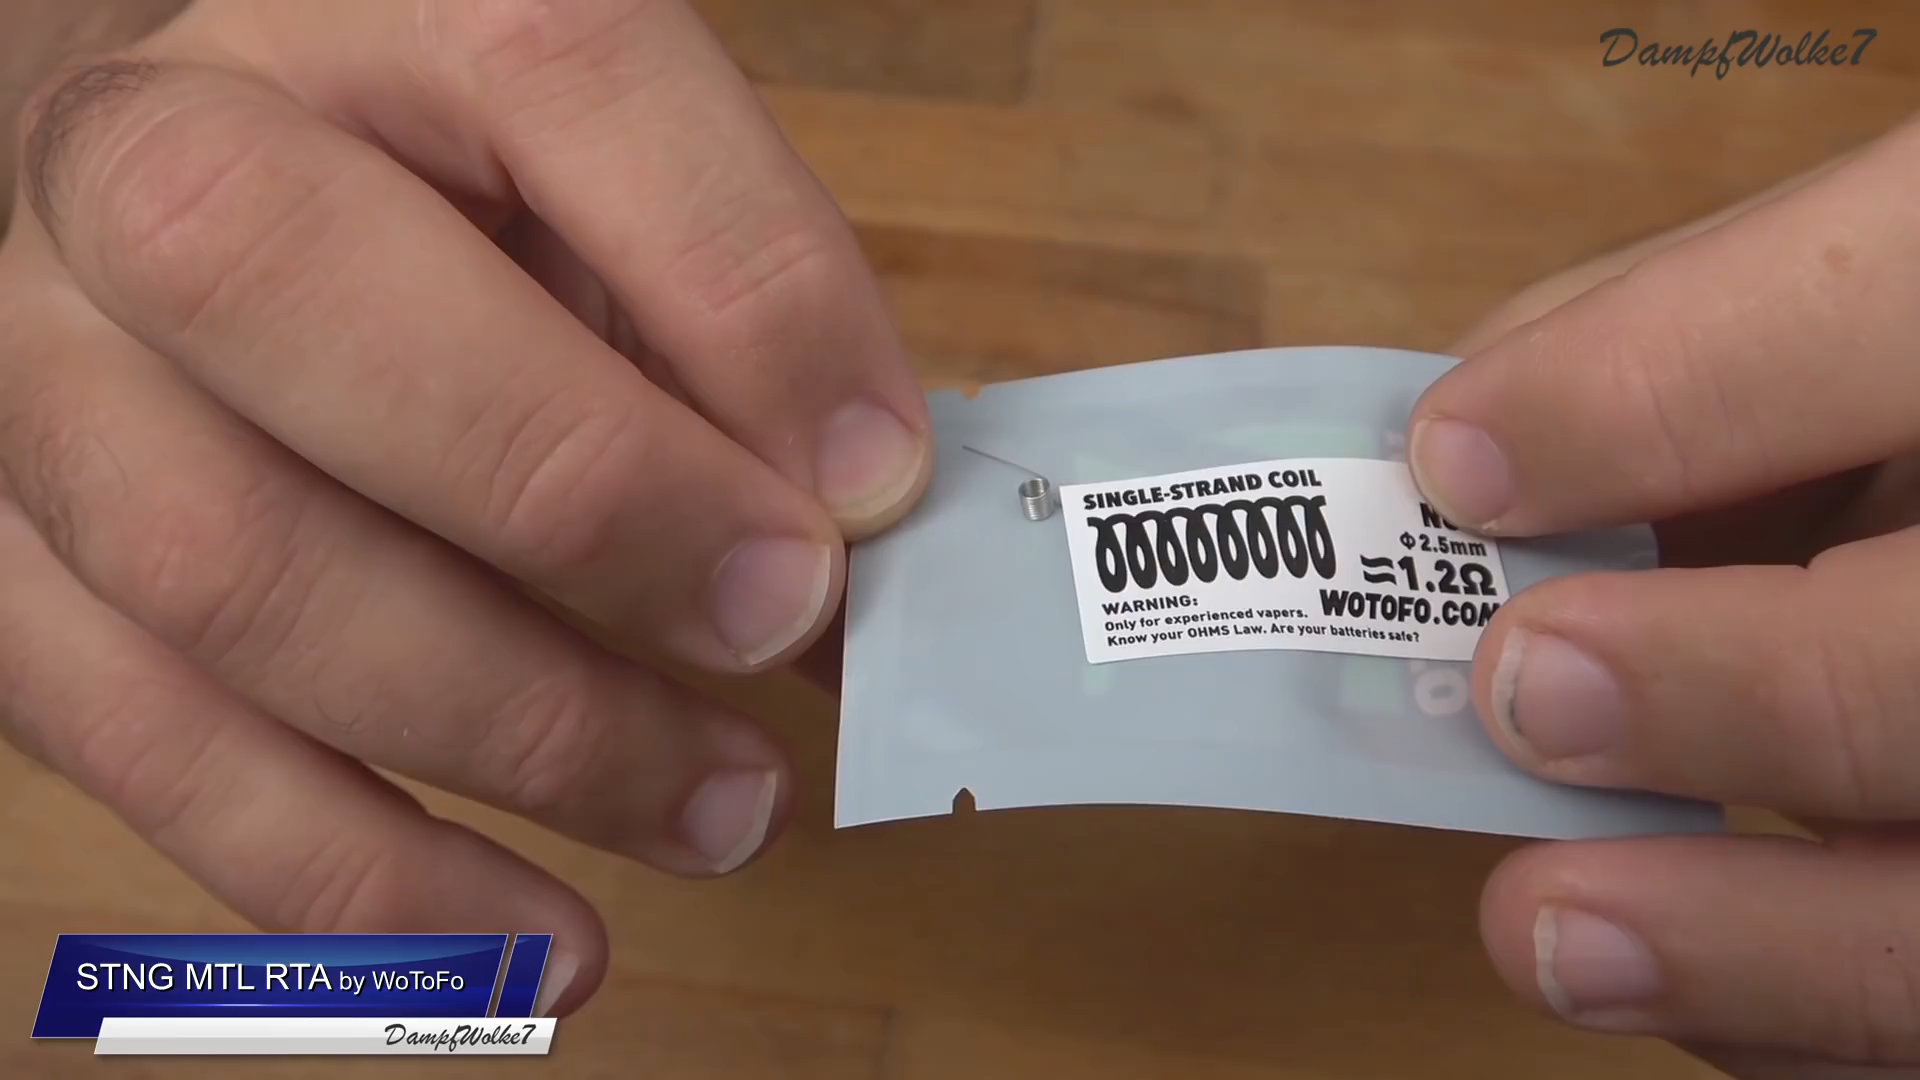 DampfWolke7
SINGLE-STRAND COIL
Φ2.5mm
≈1.2Ω
WOTOFO.COM
WARNING:
Only for experienced vapers.
Know your OHMS Law. Are your batteries safe?
STNG MTL RTA by WoToFo
DampfWolke7